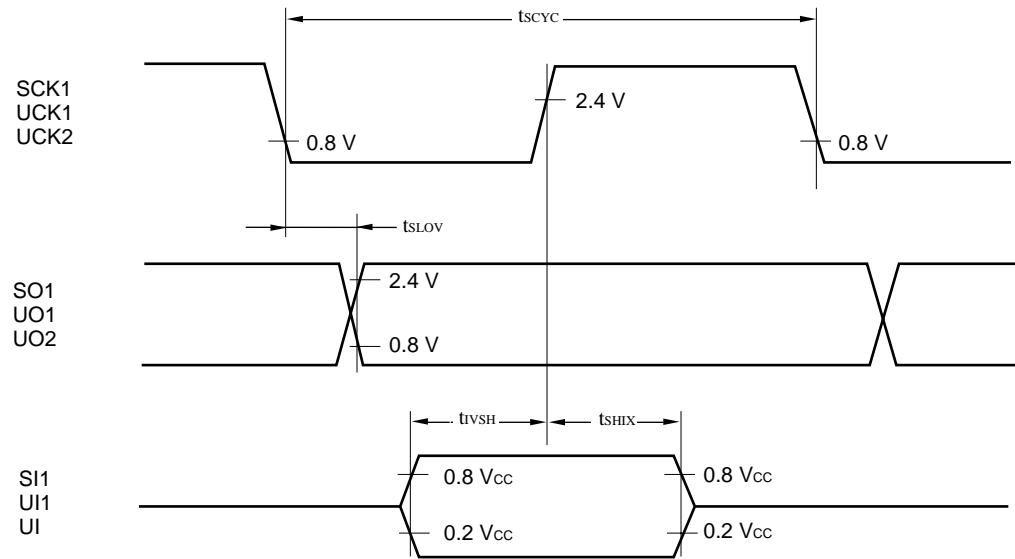 tSCYC
SCK1
UCK1
UCK2
2.4 V
0.8 V
0.8 V
tSLOV
SO1
UO1
UO2
2.4 V
0.8 V
tIVSH
tSHIX
SI1
UI1
UI
0.8 VCC
0.8 VCC
0.2 VCC
0.2 VCC